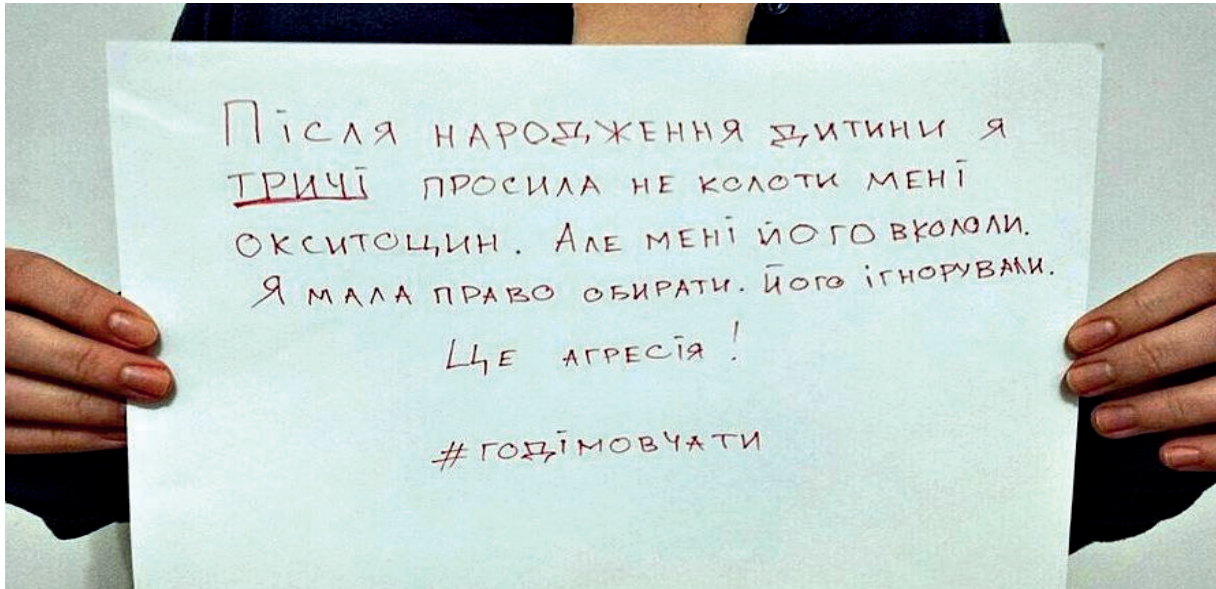 Після народження дитини я
тричі просила не колоти мені
окситоцин. Але мені його вкололи.
Я мала право обирати. Його ігнорували.
Це агресія!
#годімовчати